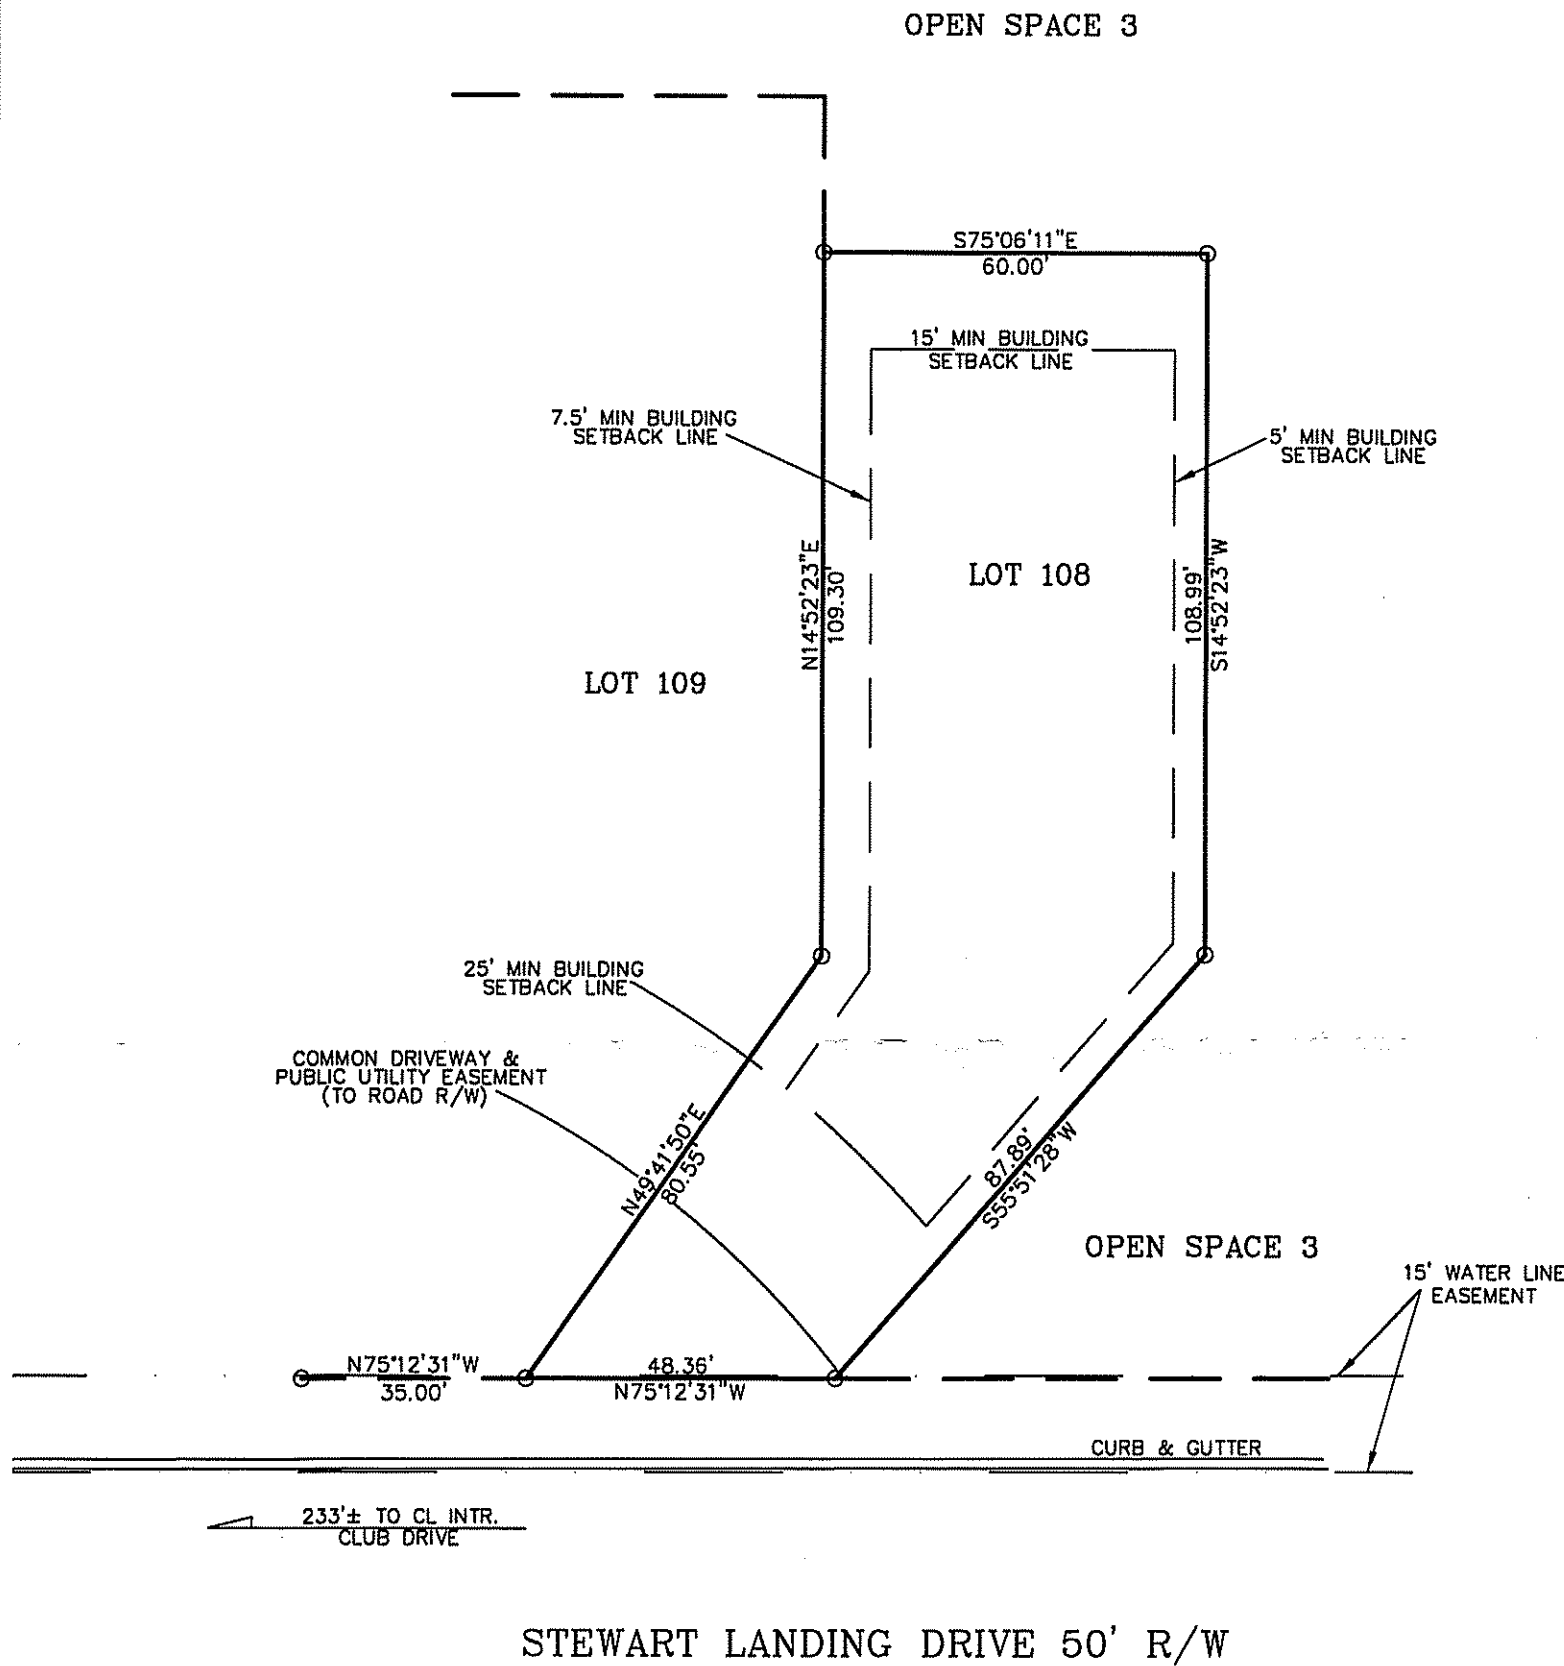 OPEN SPACE 3
S75°06'11"E
60.00'
15' MIN BUILDING
SETBACK LINE
7.5' MIN BUILDING
SETBACK LINE
5' MIN BUILDING
SETBACK LINE
N14°52'23"E
109.30'
LOT 108
108.99'
S14°52'23"W
LOT 109
25' MIN BUILDING
SETBACK LINE
COMMON DRIVEWAY &
PUBLIC UTILITY EASEMENT
(TO ROAD R/W)
N49°41'50"E
80.55'
87.89'
S55°51'28"W
OPEN SPACE 3
15' WATER LINE
EASEMENT
N75°12'31"W
35.00'
48.36'
N75°12'31"W
CURB & GUTTER
233'± TO CL INTR.
CLUB DRIVE
STEWART LANDING DRIVE 50' R/W